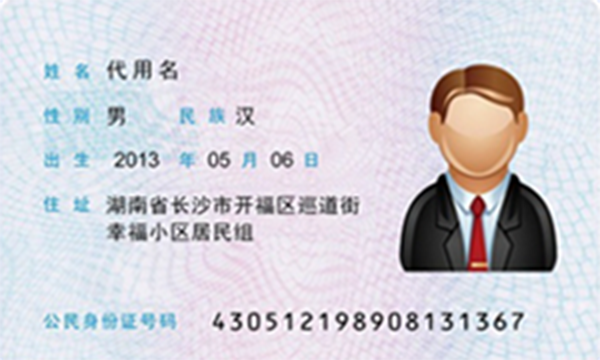 姓 名 代用名
性 别 男 民 族 汉
出 生 2013 年 05 月 06 日
住 址 湖南省长沙市开福区巡道街
幸福小区居民组
公民身份证号码 430512198908131367